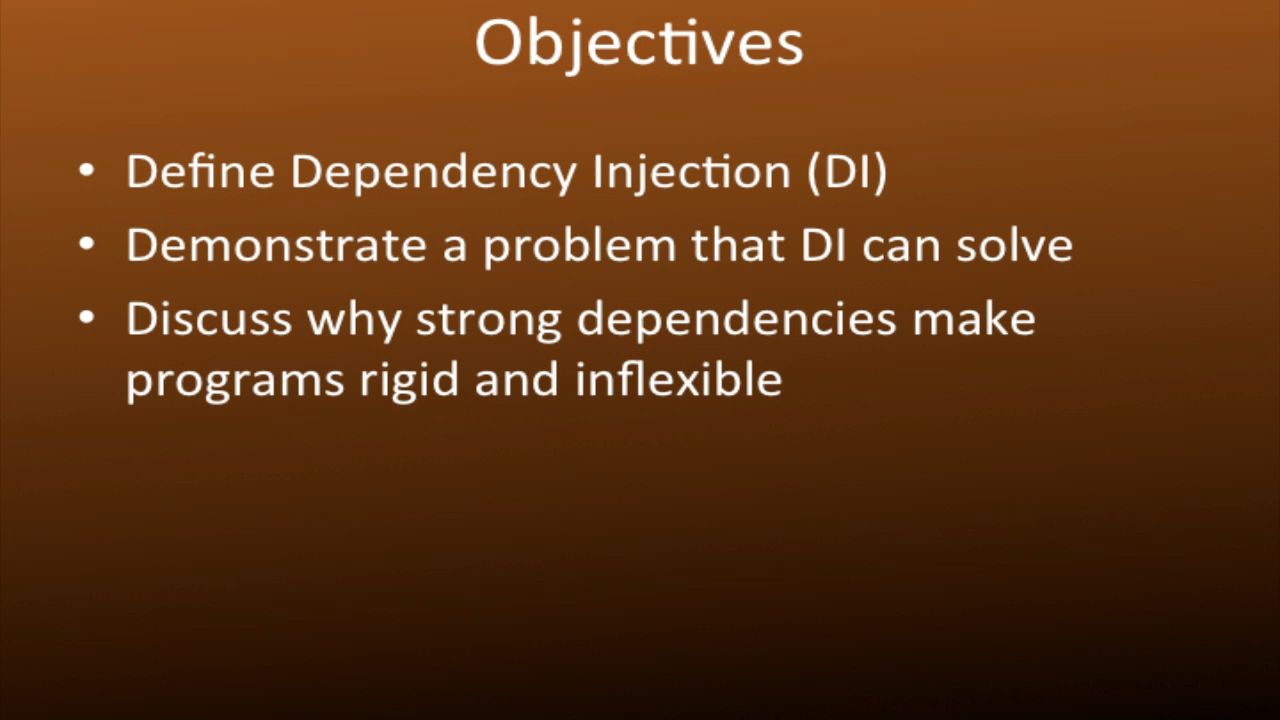 Objectives
• Define Dependency Injection (DI)
• Demonstrate a problem that DI can solve
• Discuss why strong dependencies make
programs rigid and inflexible